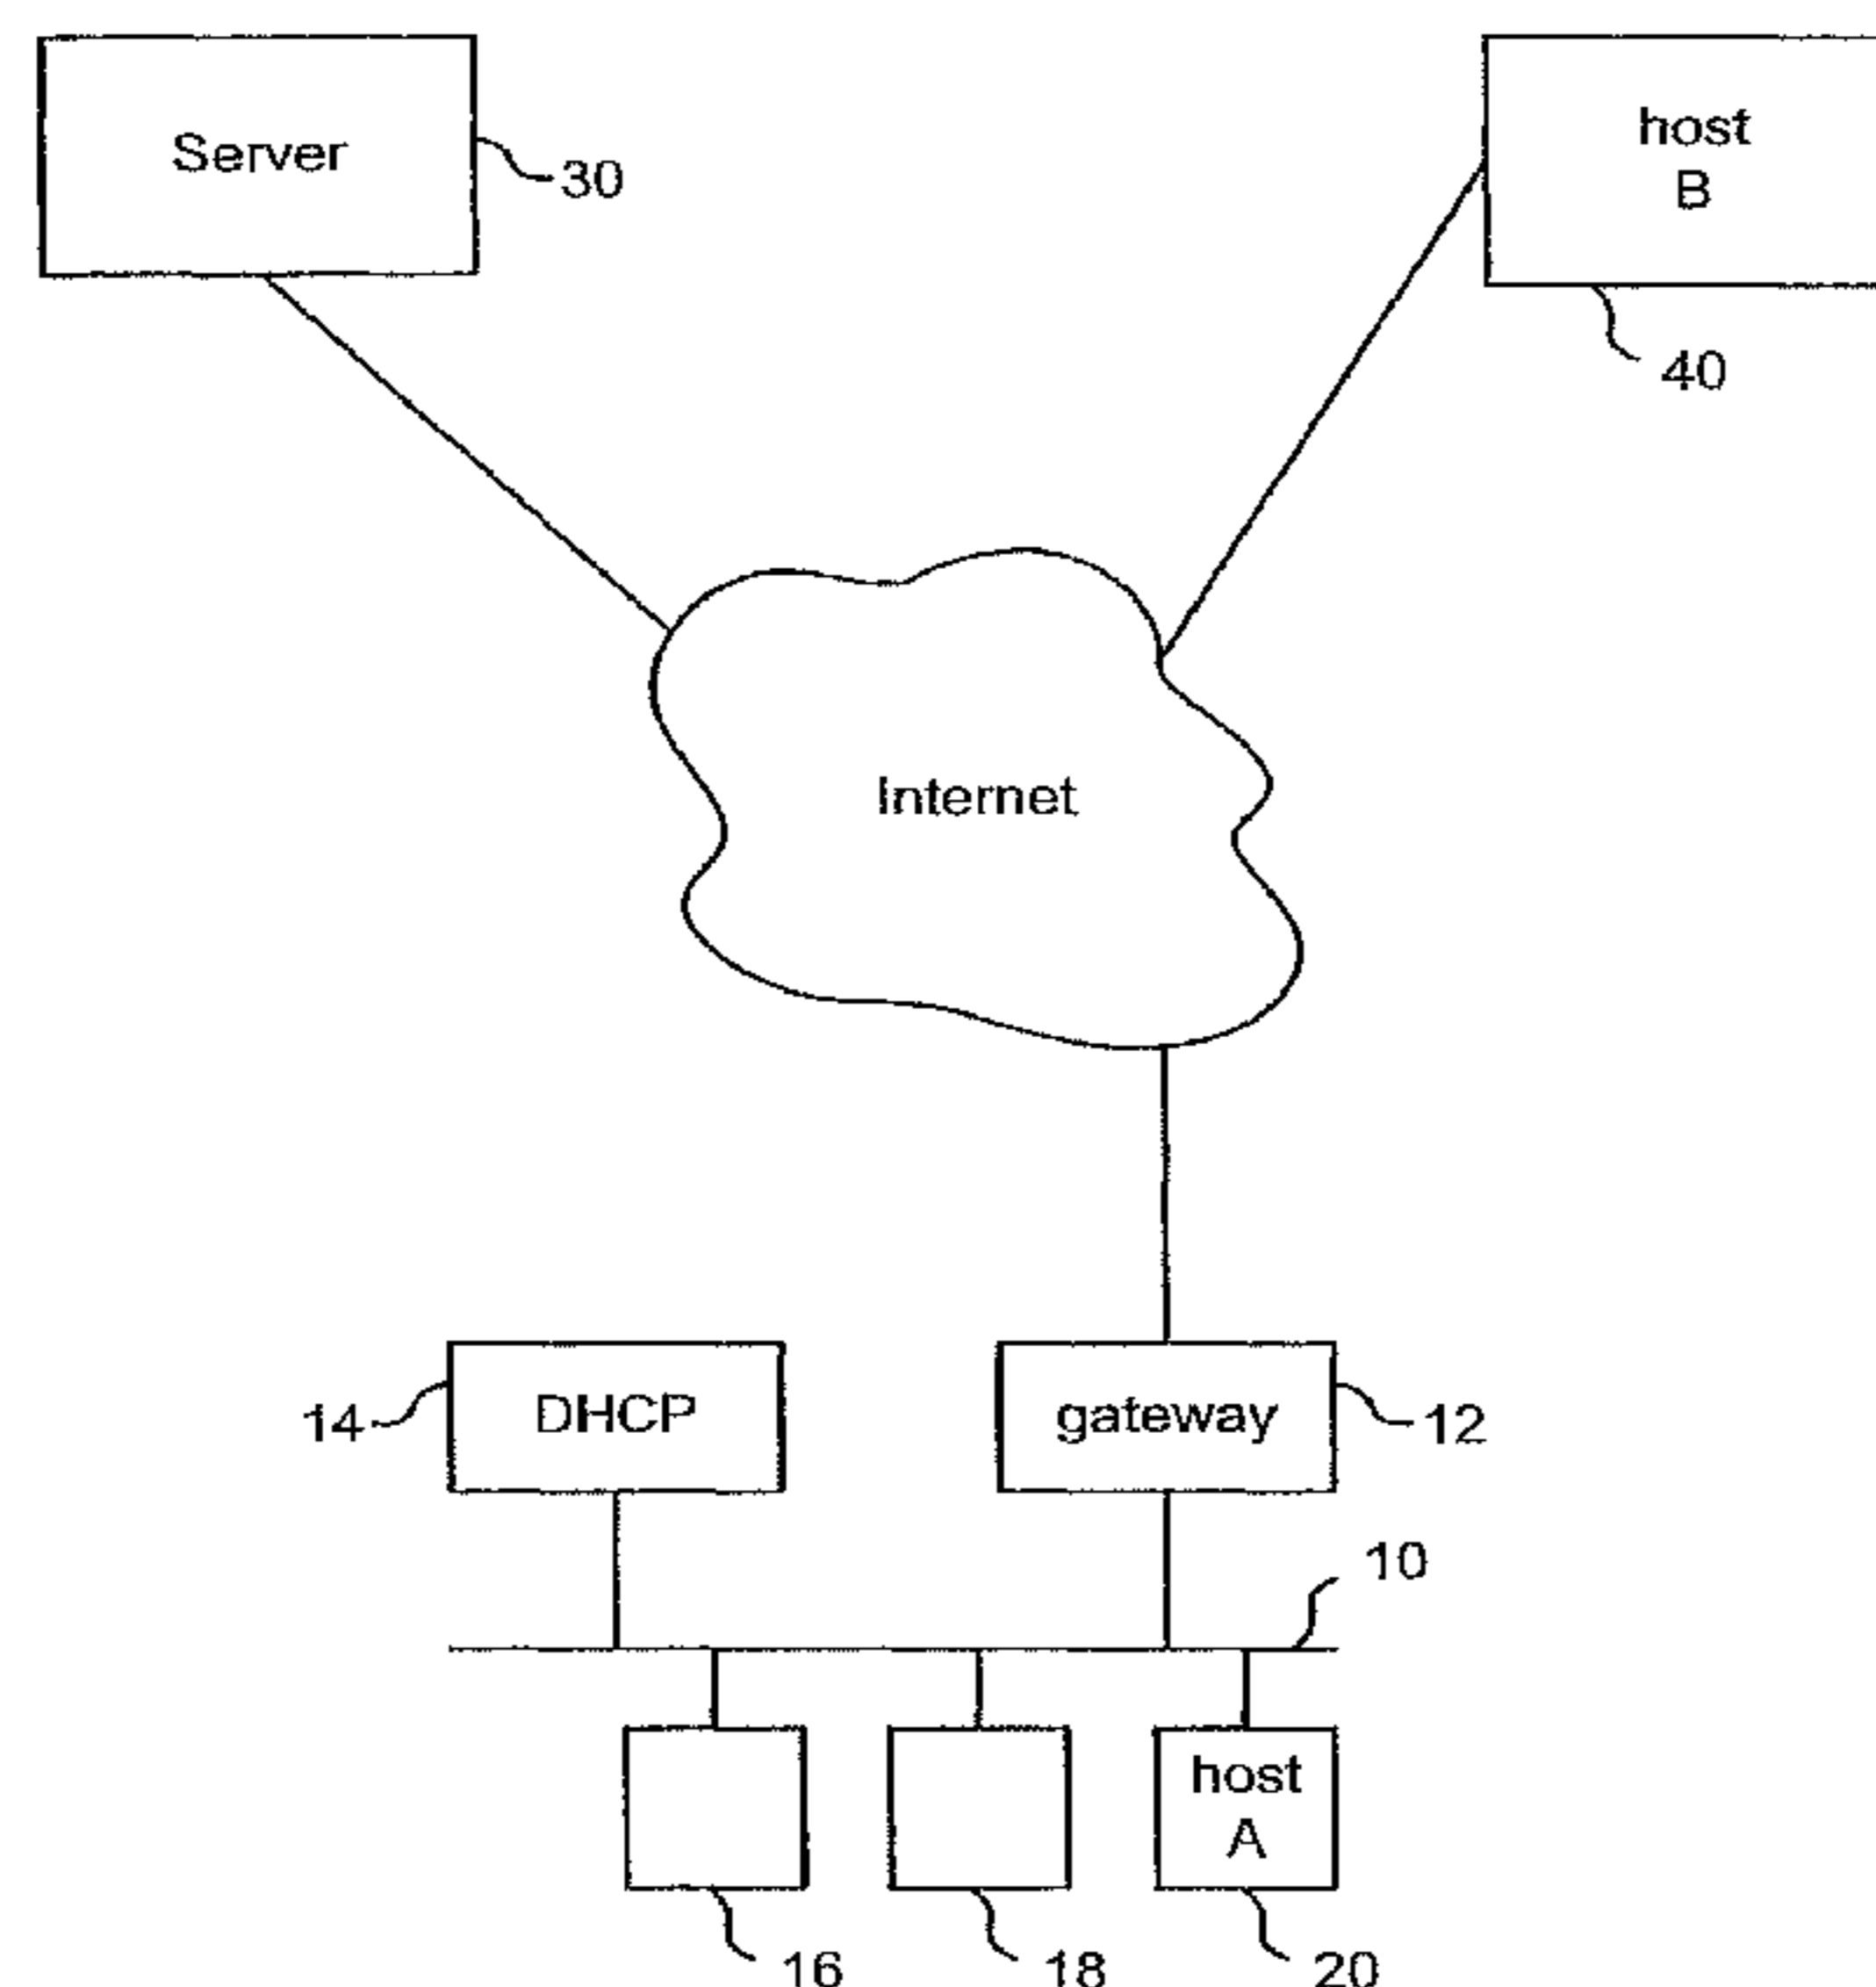 Server
30
host
B
40
Internet
14
DHCP
gateway
12
10
host
A
16
18
20